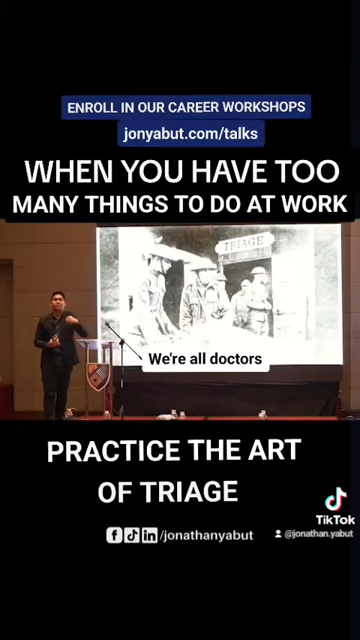 ENROLL IN OUR CAREER WORKSHOPS
jonyabut.com/talks
WHEN YOU HAVE TOO
MANY THINGS TO DO AT WORK
TRIAGE
We're all doctors
PRACTICE THE ART
OF TRIAGE
/jonathanyabut
TikTok
@jonathan.yabut